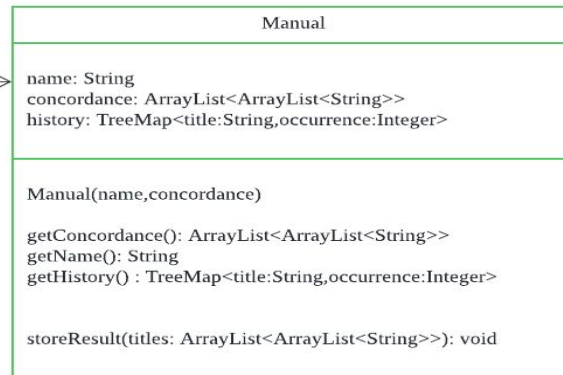 Manual
name: String
concordance: ArrayList<ArrayList<String>>
history: TreeMap<title:String,occurrence:Integer>
Manual(name,concordance)
getConcordance(): ArrayList<ArrayList<String>>
getName(): String
getHistory() : TreeMap<title:String,occurrence:Integer>
storeResult(titles: ArrayList<ArrayList<String>>): void